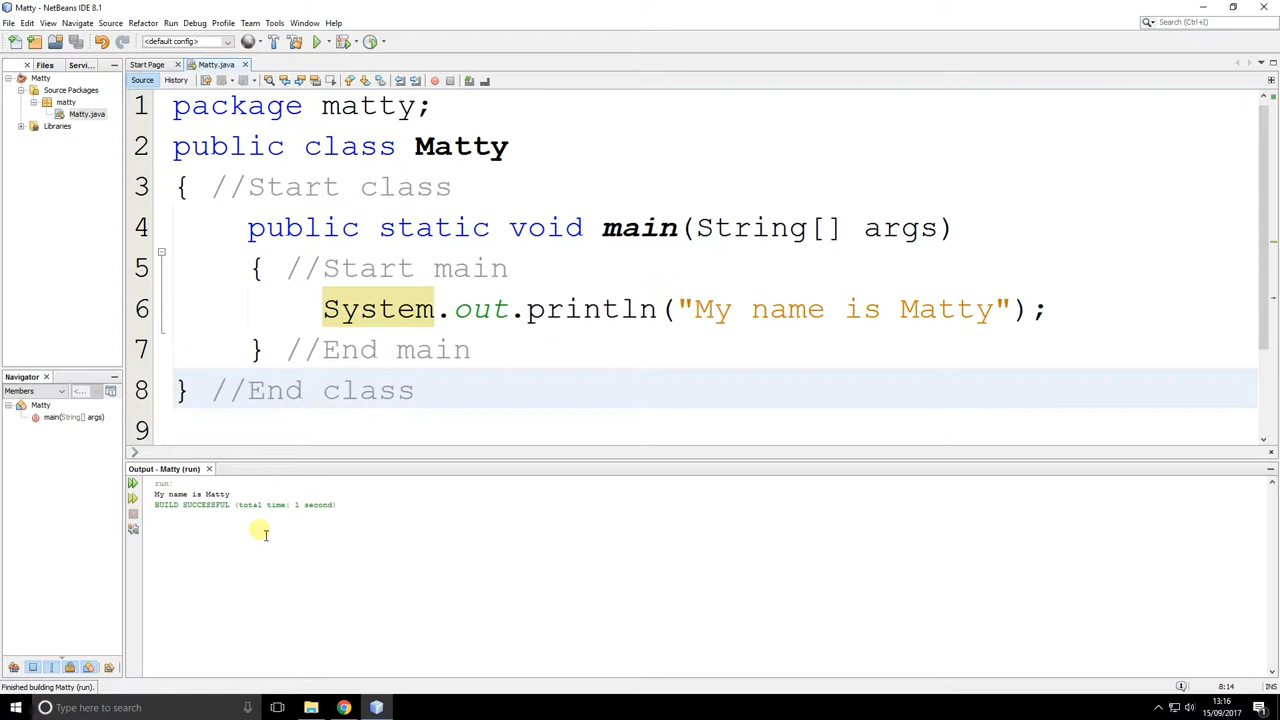 Matty - NetBeans IDE 8.1
File Edit View Navigate Source Refactor Run Debug Profile Team Tools Window Help
Search (Ctrl+I)
<default config>
Files Servi...
Start Page Matty.java
Source History
Matty
Source Packages
matty
Matty.java
Libraries
1 package matty;
2 public class Matty
3 { //Start class
4 public static void main(String[] args)
5 { //Start main
6 System.out.println("My name is Matty");
7 } //End main
8 } //End class
9
Navigator
Members <...
Matty
main(String[] args)
Output - Matty (run)
run:
My name is Matty
BUILD SUCCESSFUL (total time: 1 second)
Finished building Matty (run).
1
8:14
INS
Type here to search
13:16
15/09/2017
1